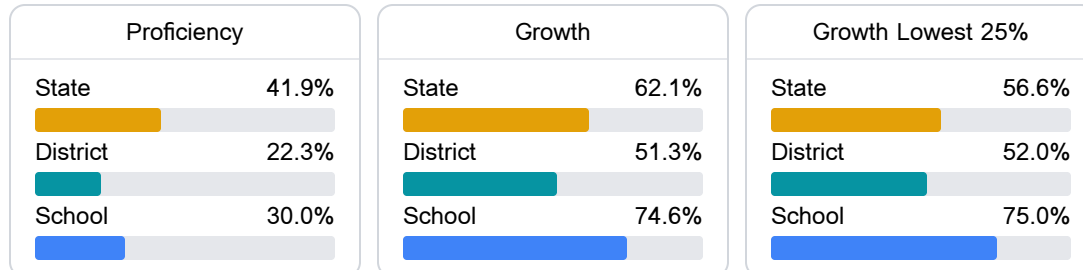 Proficiency
State 41.9%
District 22.3%
School 30.0%
Growth
State 62.1%
District 51.3%
School 74.6%
Growth Lowest 25%
State 56.6%
District 52.0%
School 75.0%